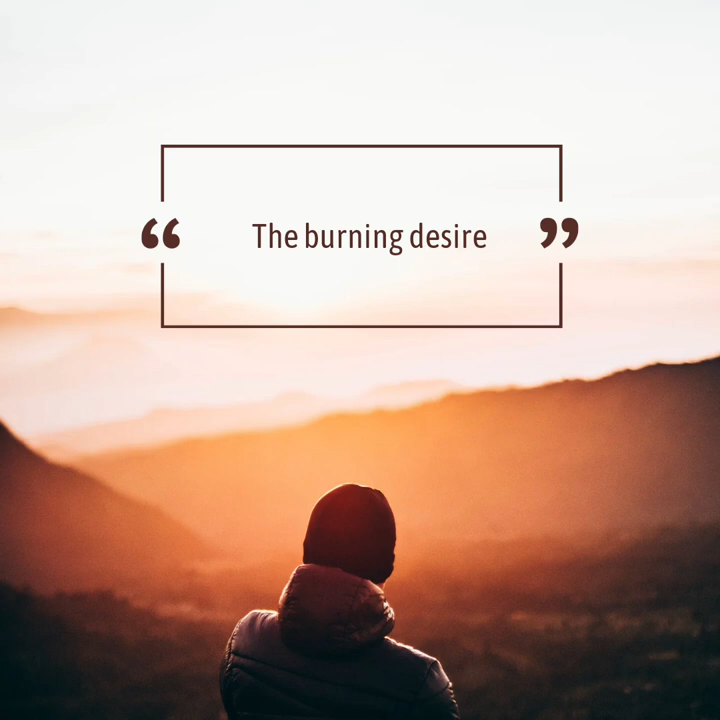 “ The burning desire ”